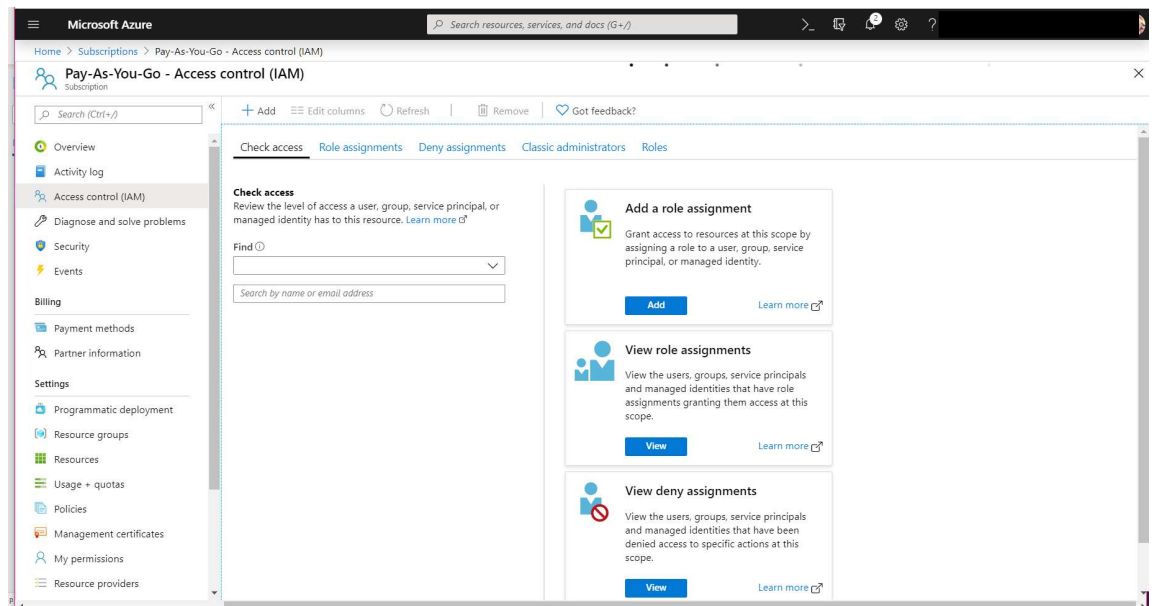 Microsoft Azure
Search resources, services, and docs (G+/)
2
Home > Subscriptions > Pay-As-You-Go - Access control (IAM)
Pay-As-You-Go - Access control (IAM)
Subscription
Search (Ctrl+/)
Overview
Activity log
Access control (IAM)
Diagnose and solve problems
Security
Events
Billing
Payment methods
Partner information
Settings
Programmatic deployment
Resource groups
Resources
Usage + quotas
Policies
Management certificates
My permissions
Resource providers
Add Edit columns Refresh Remove Got feedback?
Check access Role assignments Deny assignments Classic administrators Roles
Check access
Review the level of access a user, group, service principal, or
managed identity has to this resource. Learn more
Find
Search by name or email address
Add a role assignment
Grant access to resources at this scope by
assigning a role to a user, group, service
principal, or managed identity.
Add Learn more
View role assignments
View the users, groups, service principals
and managed identities that have role
assignments granting them access at this
scope.
View Learn more
View deny assignments
View the users, groups, service principals
and managed identities that have been
denied access to specific actions at this
scope.
View Learn more